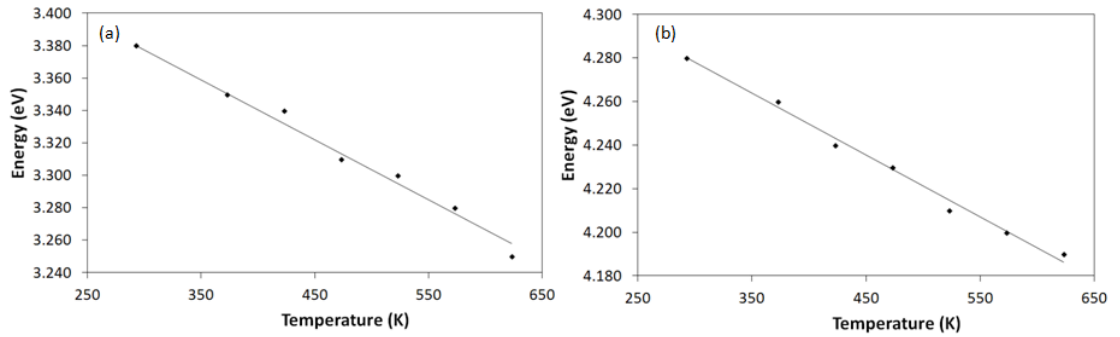 (a)
Energy (eV)
3.400
3.380
3.360
3.340
3.320
3.300
3.280
3.260
3.240
250 350 450 550 650
Temperature (K)
(b)
Energy (eV)
4.300
4.280
4.260
4.240
4.220
4.200
4.180
250 350 450 550 650
Temperature (K)